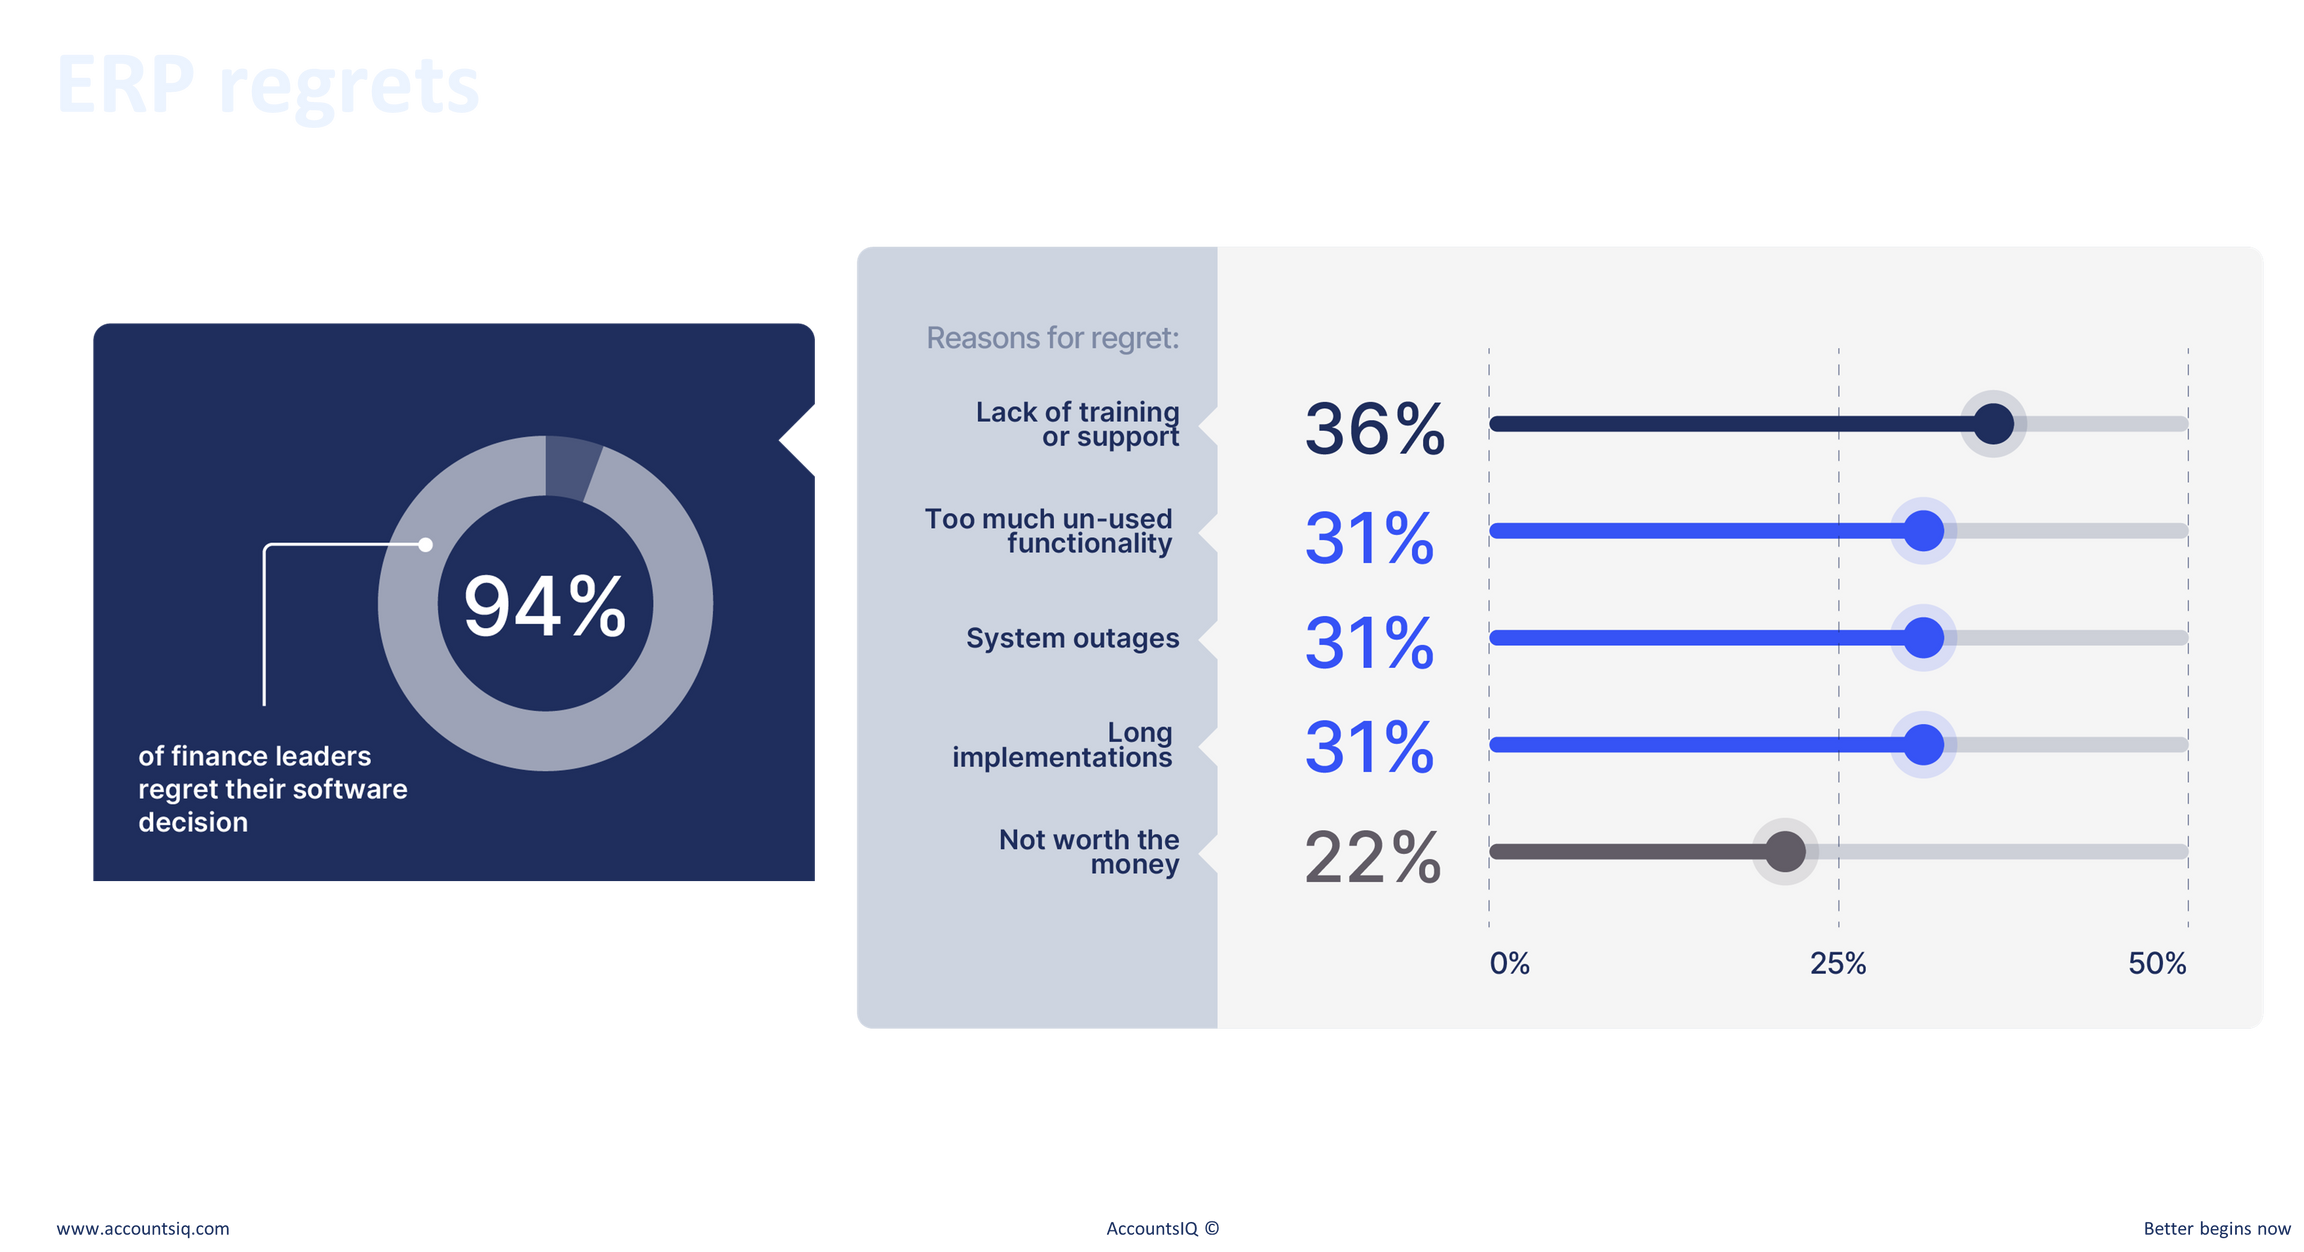 ERP regrets
94%
of finance leaders
regret their software
decision
Reasons for regret:
Lack of training
or support
36%
Too much un-used
functionality
31%
System outages
31%
Long
implementations
31%
Not worth the
money
22%
0%
25%
50%
www.accountsiq.com
AccountsIQ ©
Better begins now